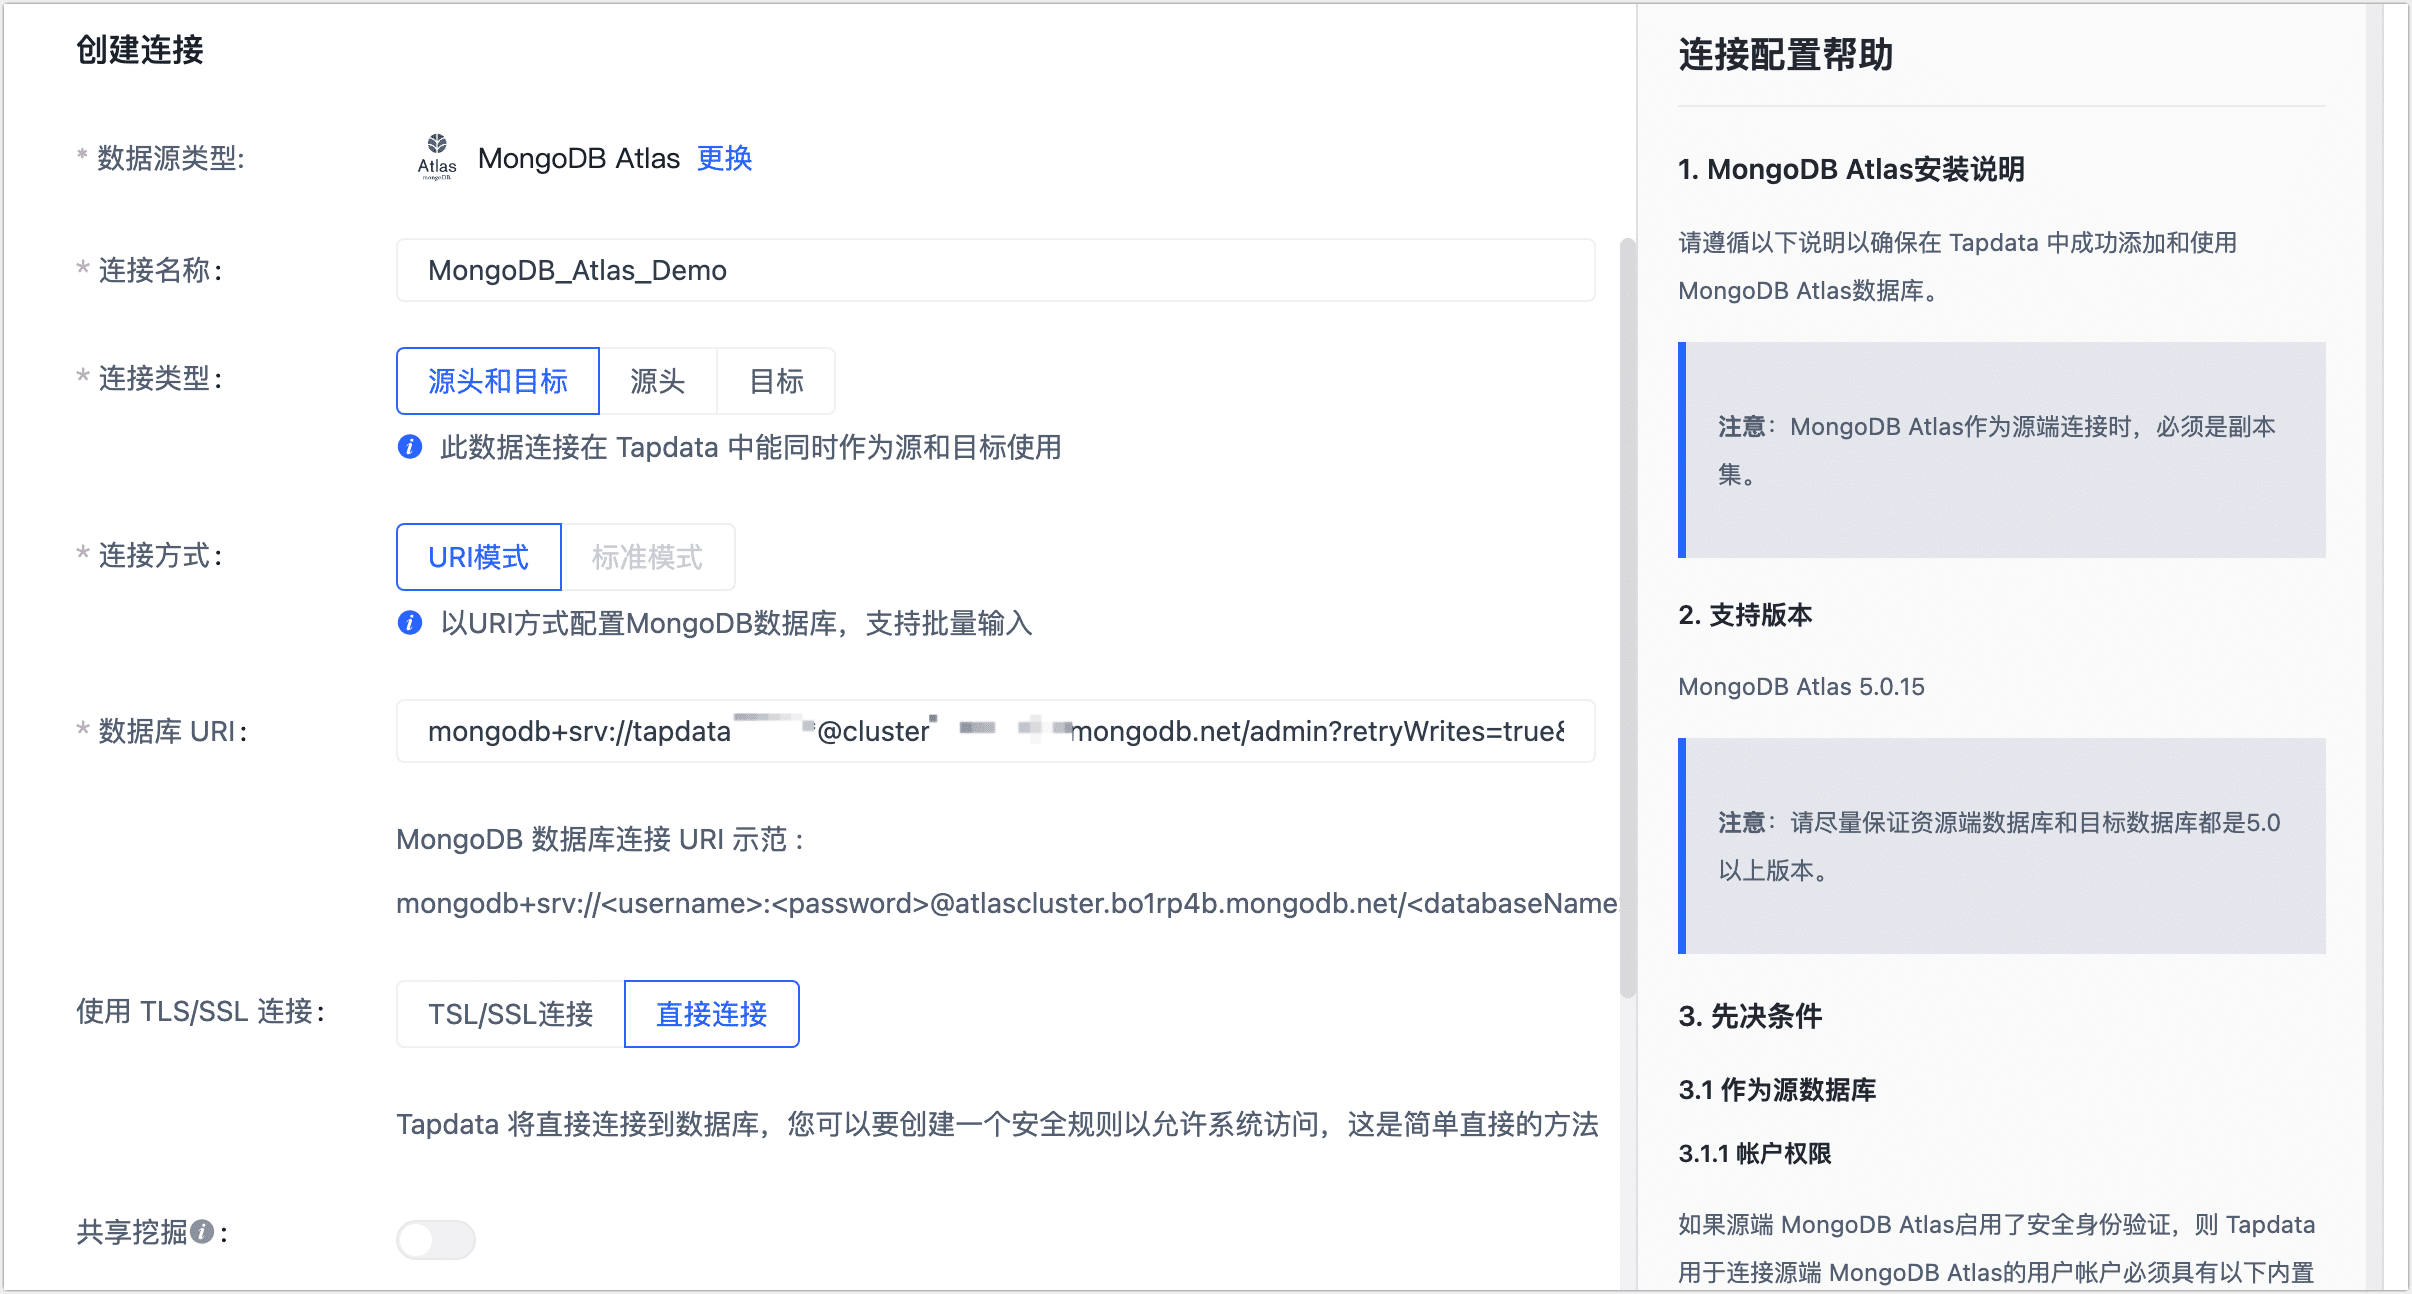 创建连接
* 数据源类型:
Atlas
mongoDB.
MongoDB Atlas 更换
* 连接名称:
MongoDB_Atlas_Demo
* 连接类型:
源头和目标 源头 目标
此数据连接在 Tapdata 中能同时作为源和目标使用
* 连接方式:
URI模式 标准模式
以URI方式配置MongoDB数据库，支持批量输入
* 数据库 URI:
mongodb+srv://tapdata @cluster mongodb.net/admin?retryWrites=true&
MongoDB 数据库连接 URI 示范 :
mongodb+srv://<username>:<password>@atlascluster.bo1rp4b.mongodb.net/<databaseName
使用 TLS/SSL 连接:
TSL/SSL连接 直接连接
Tapdata 将直接连接到数据库，您可以要创建一个安全规则以允许系统访问，这是简单直接的方法
共享挖掘 :
连接配置帮助
1. MongoDB Atlas安装说明
请遵循以下说明以确保在 Tapdata 中成功添加和使用
MongoDB Atlas数据库。
注意：MongoDB Atlas作为源端连接时，必须是副本
集。
2. 支持版本
MongoDB Atlas 5.0.15
注意：请尽量保证资源端数据库和目标数据库都是5.0
以上版本。
3. 先决条件
3.1 作为源数据库
3.1.1 帐户权限
如果源端 MongoDB Atlas启用了安全身份验证，则 Tapdata
用于连接源端 MongoDB Atlas的用户帐户必须具有以下内置